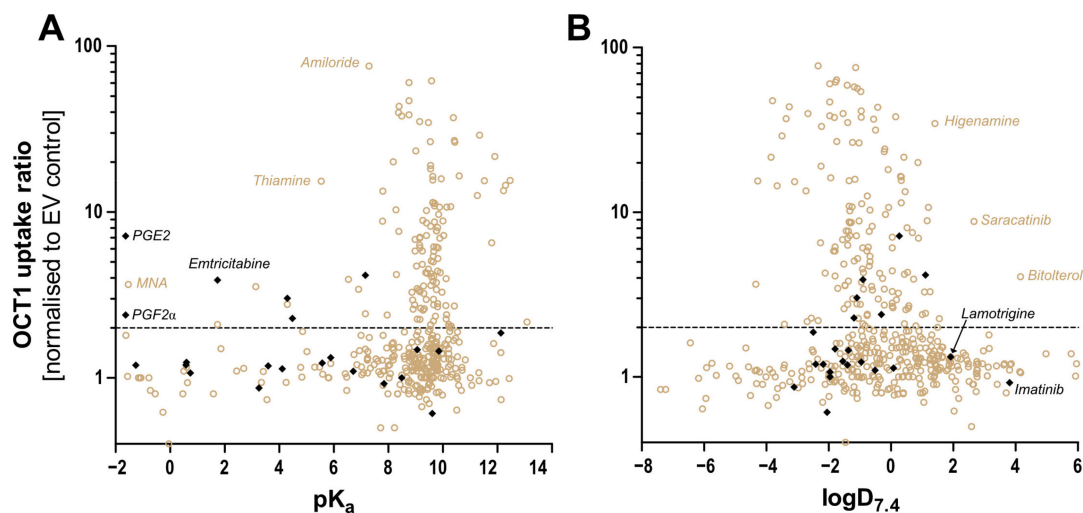 A
B
OCT1 uptake ratio
[normalised to EV control]
100
10
1
Amiloride
Thiamine
PGE2
Emtricitabine
MNA
PGF2α
−2 0 2 4 6 8 10 12 14
pKa
100
10
1
Higenamine
Saracatinib
Bitolterol
Lamotrigine
Imatinib
−8 −6 −4 −2 0 2 4 6
logD7.4